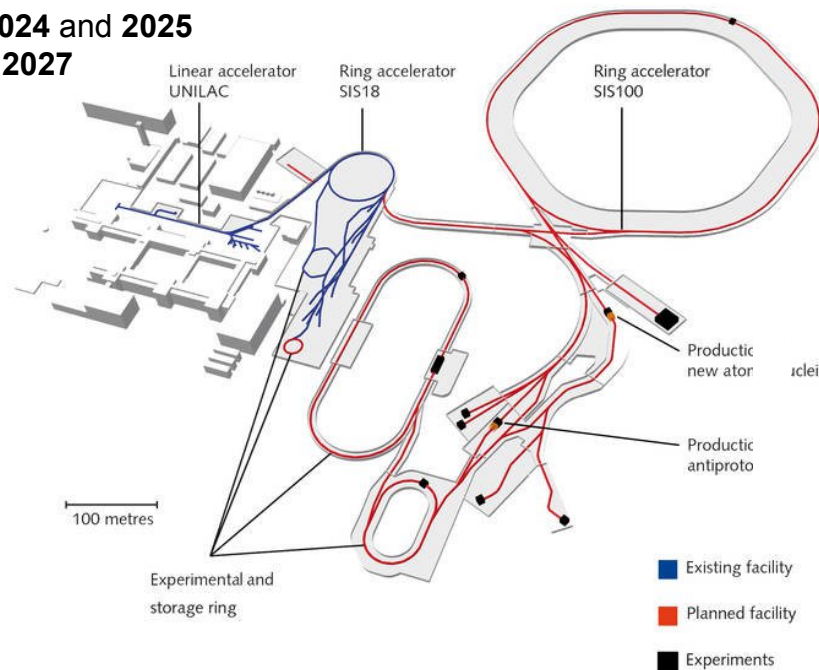 and 2025
2027
Linear accelerator
UNILAC
Ring accelerator
SIS18
Ring accelerator
SIS100
new
100 metres
Experimental and
storage ring
Existing facility
Planned facility
Experiments